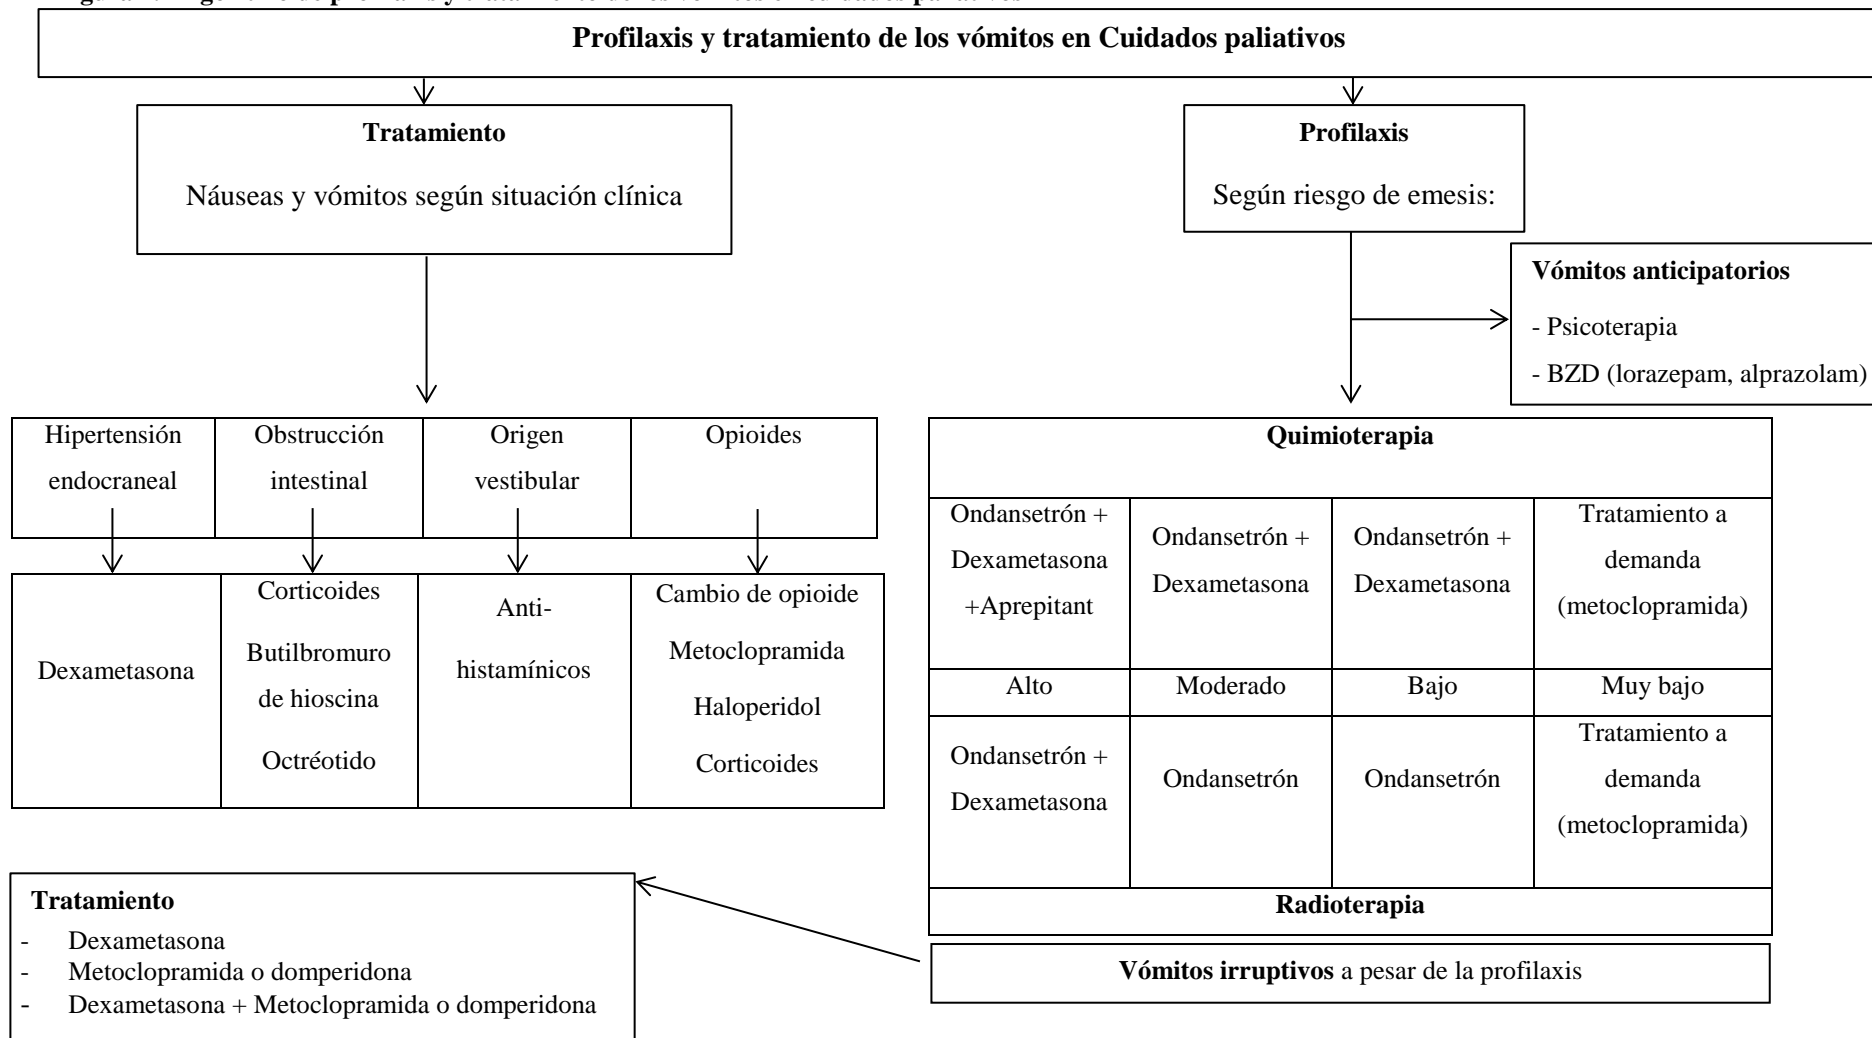 Profilaxis y tratamiento de los vómitos en Cuidados paliativos
Tratamiento
Náuseas y vómitos según situación clínica
Profilaxis
Según riesgo de emesis:
Vómitos anticipatorios
- Psicoterapia
- BZD (lorazepam, alprazolam)
Hipertensión
endocraneal
Obstrucción
intestinal
Origen
vestibular
Opioides
Dexametasona
Corticoides
Butilbromuro
de hioscina
Octréotido
Anti-
histamínicos
Cambio de opioide
Metoclopramida
Haloperidol
Corticoides
Quimioterapia
Ondansetrón +
Dexametasona
+Aprepitant
Ondansetrón +
Dexametasona
Ondansetrón +
Dexametasona
Tratamiento a
demanda
(metoclopramida)
Alto
Moderado
Bajo
Muy bajo
Ondansetrón +
Dexametasona
Ondansetrón
Ondansetrón
Tratamiento a
demanda
(metoclopramida)
Radioterapia
Vómitos irruptivos a pesar de la profilaxis
Tratamiento
- Dexametasona
- Metoclopramida o domperidona
- Dexametasona + Metoclopramida o domperidona